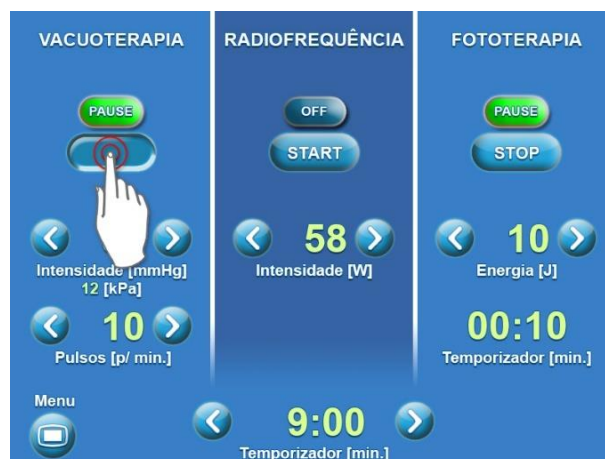 VACUOTERAPIA
PAUSE
Intensidade [mmHg]
12 [kPa]
10
Pulsos [p/ min.]
Menu
RADIOFREQUÊNCIA
OFF
START
58
Intensidade [W]
9:00
Temporizador [min.]
FOTOTERAPIA
PAUSE
STOP
10
Energia [J]
00:10
Temporizador [min.]